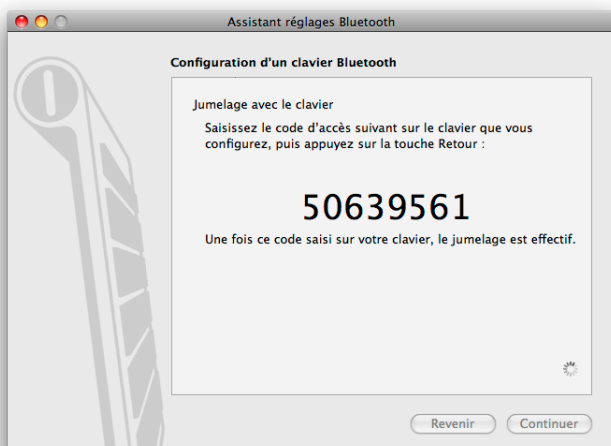 Assistant réglages Bluetooth
Configuration d'un clavier Bluetooth
Jumelage avec le clavier
Saisissez le code d'accès suivant sur le clavier que vous
configurez, puis appuyez sur la touche Retour :
50639561
Une fois ce code saisi sur votre clavier, le jumelage est effectif.
Revenir
Continuer